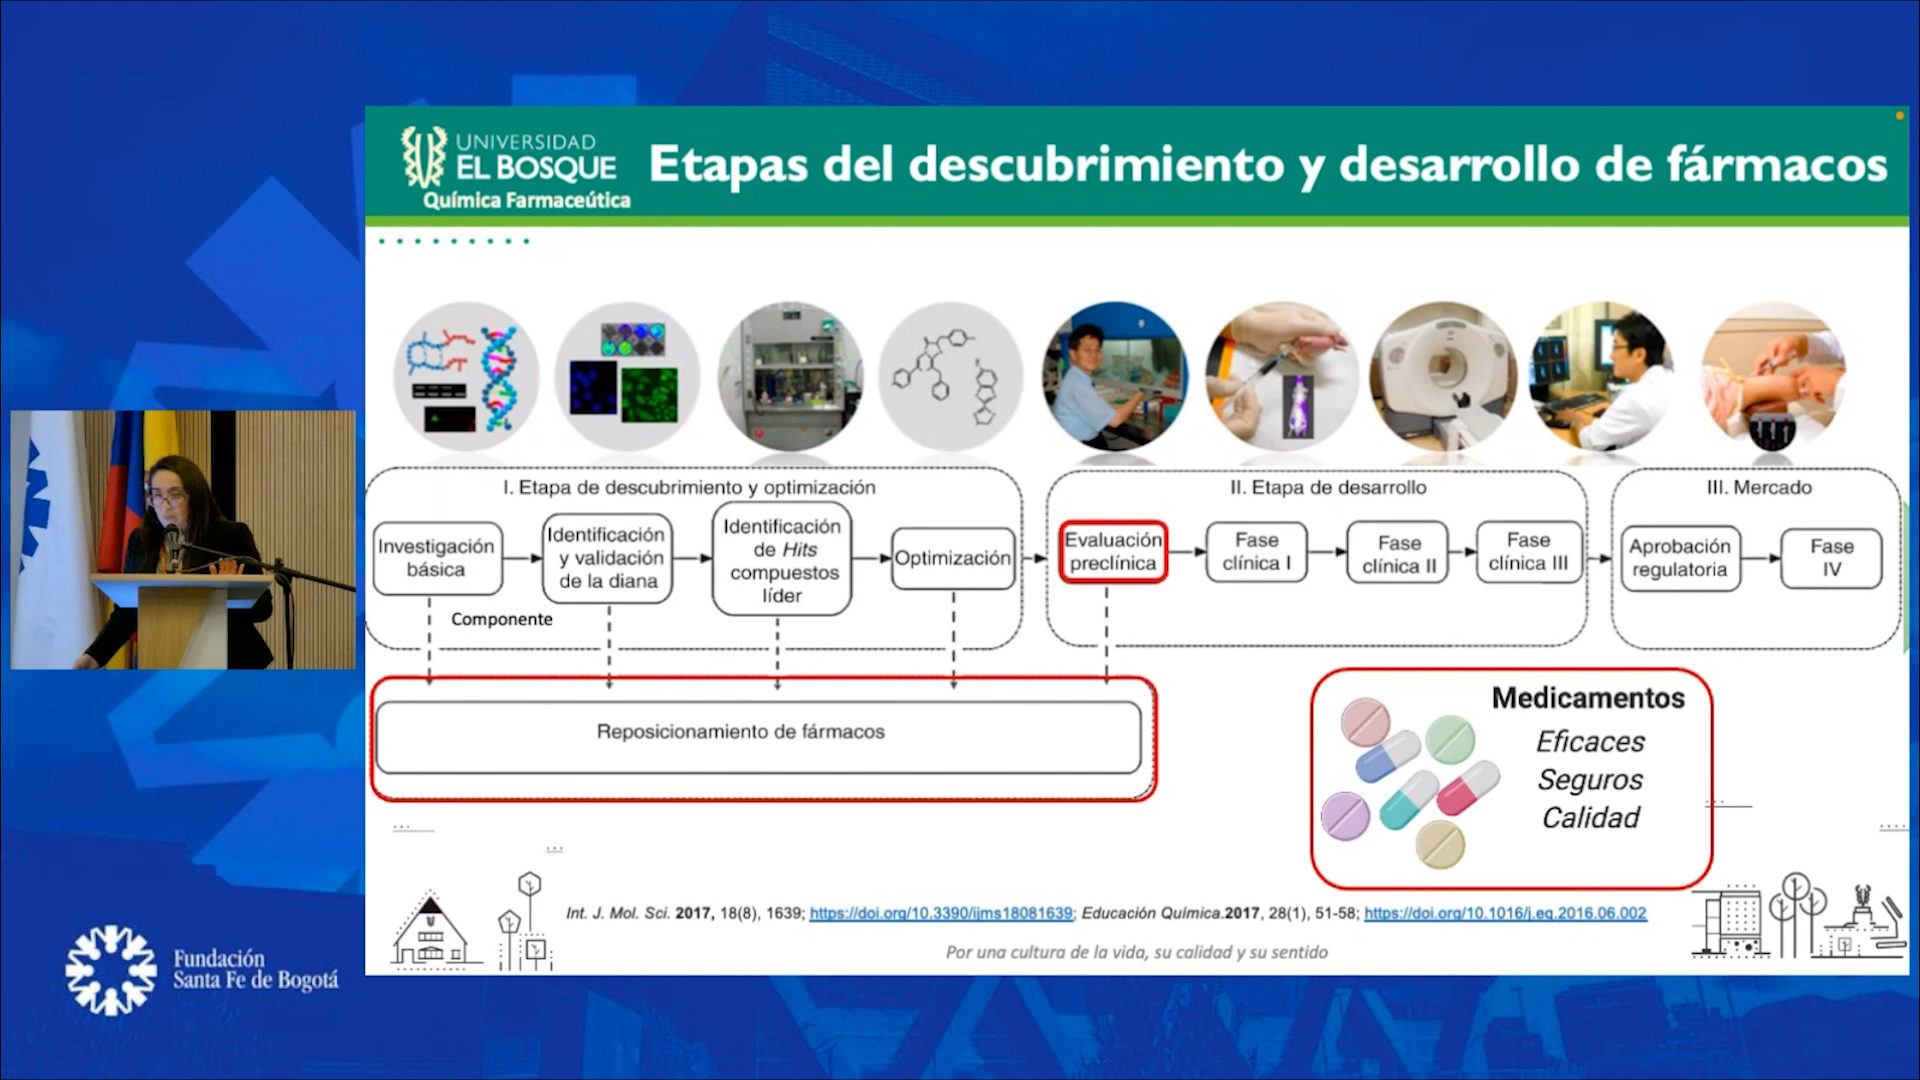 UNIVERSIDAD
EL BOSQUE
Química Farmaceútica
Etapas del descubrimiento y desarrollo de fármacos
I. Etapa de descubrimiento y optimización
Investigación
básica
Identificación
y validación
de la diana
Identificación
de Hits
compuestos
líder
Optimización
Componente
II. Etapa de desarrollo
Evaluación
preclínica
Fase
clínica I
Fase
clínica II
Fase
clínica III
III. Mercado
Aprobación
regulatoria
Fase
IV
Reposicionamiento de fármacos
Medicamentos
Eficaces
Seguros
Calidad
Int. J. Mol. Sci. 2017, 18(8), 1639; https://doi.org/10.3390/ijms18081639; Educación Química.2017, 28(1), 51-58; https://doi.org/10.1016/j.eq.2016.06.002
Por una cultura de la vida, su calidad y su sentido
Fundación
Santa Fe de Bogotá